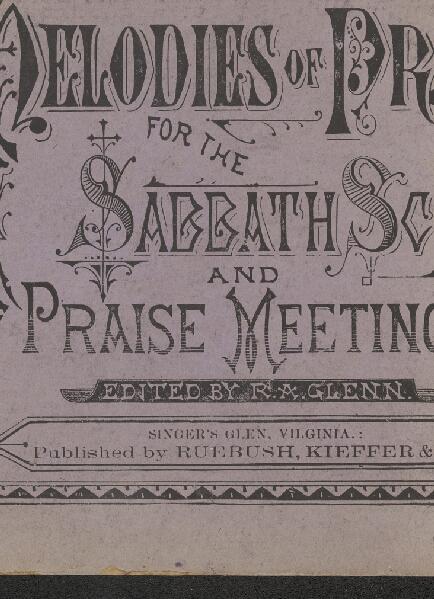 MELODIES OF PR
FOR THE
SABBATH SC
AND
PRAISE MEETING
EDITED BY R. A. GLENN.
SINGER'S GLEN, VILGINIA.:
Published by RUEBUSH, KIEFFER &